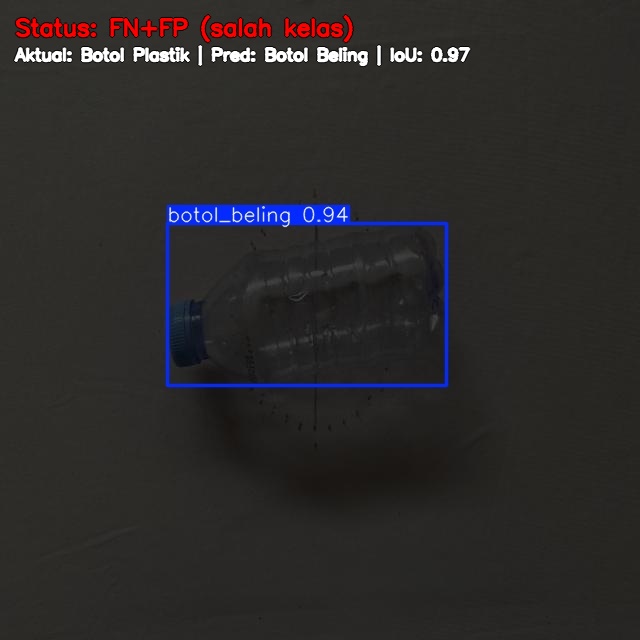 Status: FN+FP (salah kelas)
Aktual: Botol Plastik | Pred: Botol Beling | IoU: 0.97
botol_beling 0.94